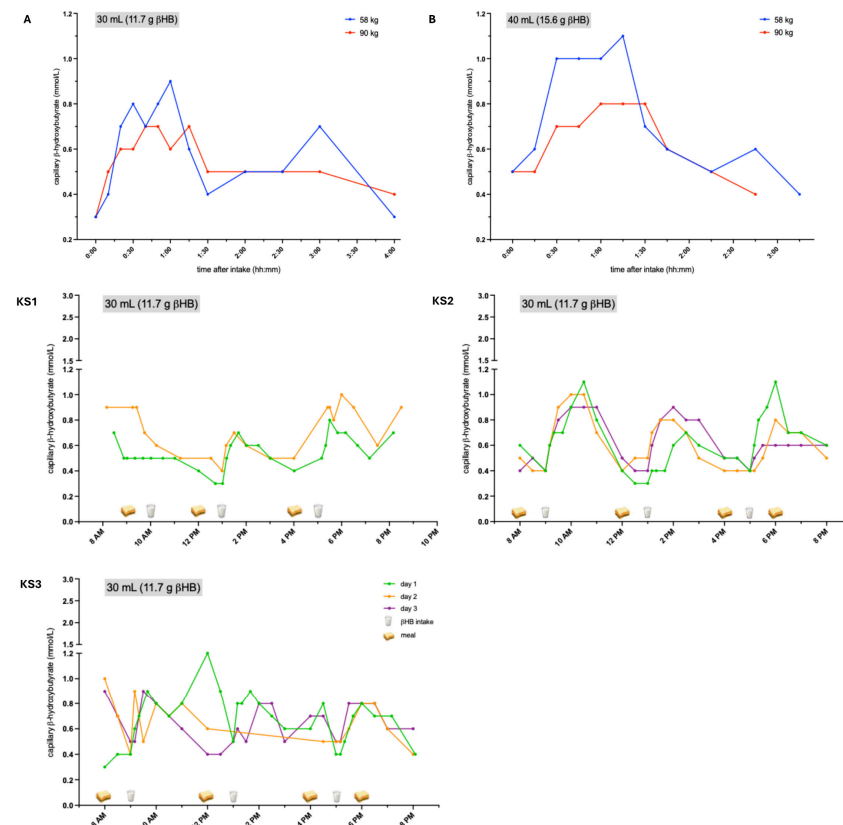 A
30 mL (11.7 g βHB)
58 kg
90 kg
capillary β-hydroxybutyrate (mmol/L)
1.2
1.0
0.8
0.6
0.4
0.2
0:00
0:30
1:00
1:30
2:00
2:30
3:00
3:30
4:00
time after intake (hh:mm)
B
40 mL (15.6 g βHB)
58 kg
90 kg
capillary β-hydroxybutyrate (mmol/L)
1.2
1.0
0.8
0.6
0.4
0.2
0:00
0:30
1:00
1:30
2:00
2:30
3:00
time after intake (hh:mm)
KS1
30 mL (11.7 g βHB)
capillary β-hydroxybutyrate (mmol/L)
3.0
2.5
2.0
1.5
1.2
1.0
0.8
0.6
0.4
0.2
0.0
8 AM
10 AM
12 PM
2 PM
4 PM
6 PM
8 PM
10 PM
KS2
30 mL (11.7 g βHB)
capillary β-hydroxybutyrate (mmol/L)
3.0
2.5
2.0
1.5
1.2
1.0
0.8
0.6
0.4
0.2
0.0
8 AM
10 AM
12 PM
2 PM
4 PM
6 PM
8 PM
KS3
30 mL (11.7 g βHB)
day 1
day 2
day 3
βHB intake
meal
capillary β-hydroxybutyrate (mmol/L)
3.0
2.5
2.0
1.5
1.2
1.0
0.8
0.6
0.4
0.2
0.0
8 AM
0 AM
2 PM
2 PM
4 PM
6 PM
8 PM